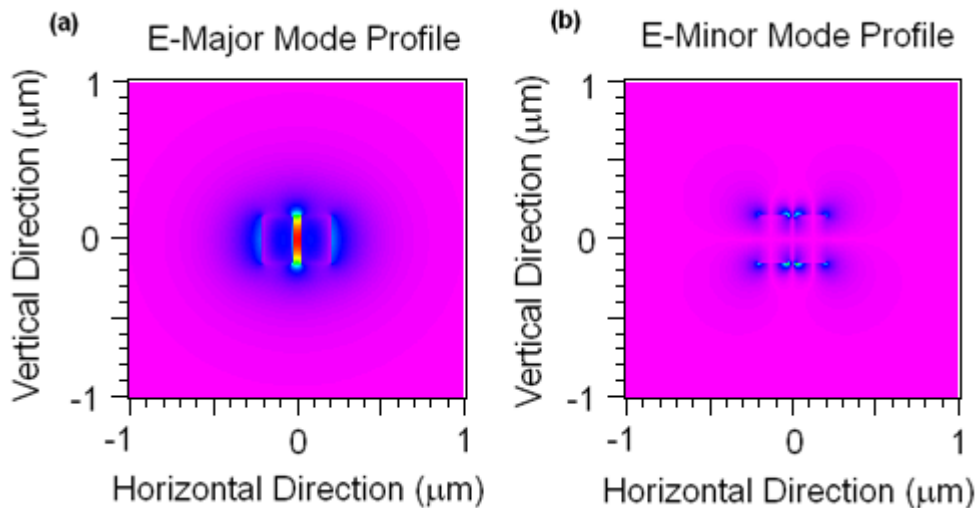 (a)
E-Major Mode Profile
Vertical Direction (μm)
1
0
-1
-1
0
1
Horizontal Direction (μm)
(b)
E-Minor Mode Profile
Vertical Direction (μm)
1
0
-1
-1
0
1
Horizontal Direction (μm)